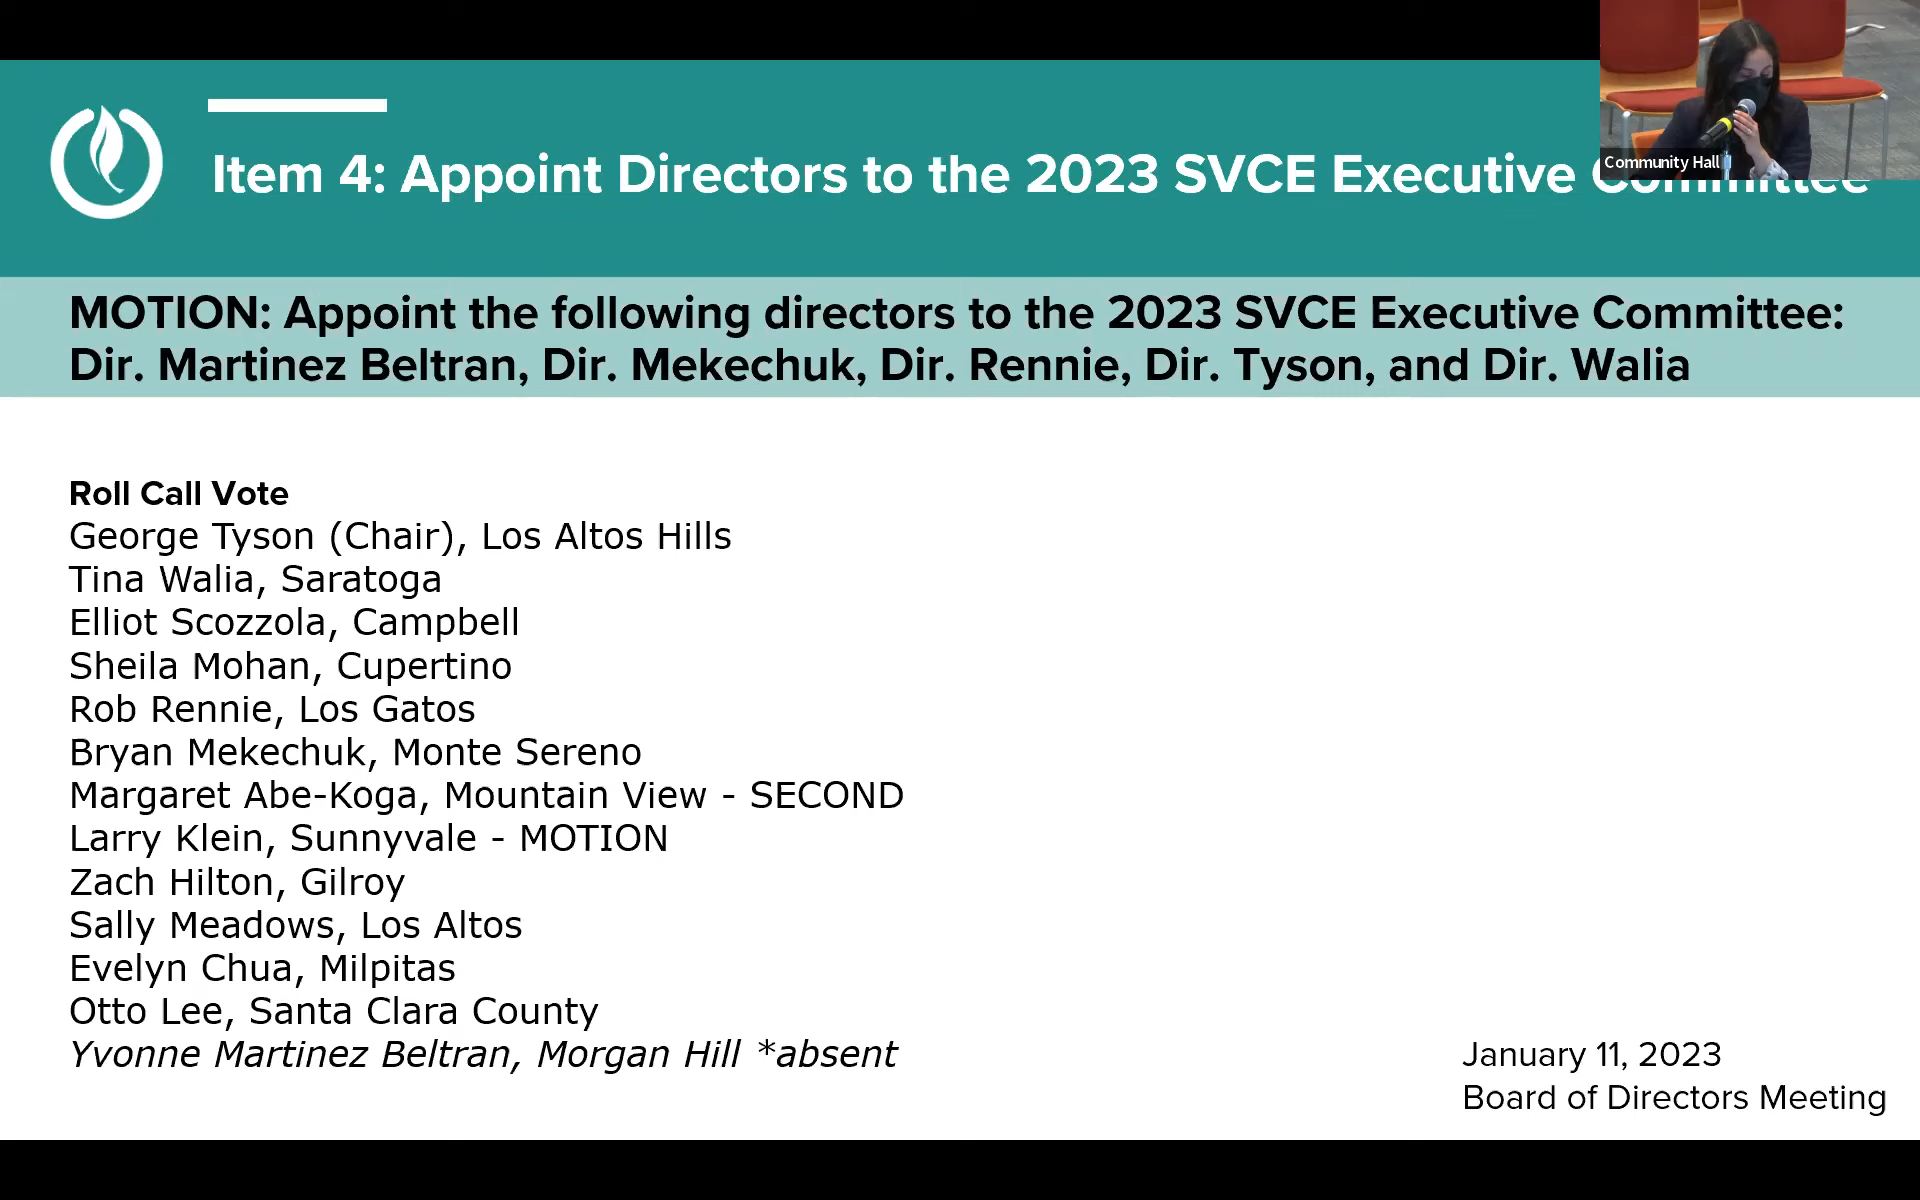 Item 4: Appoint Directors to the 2023 SVCE Executive Committee
Community Hall
MOTION: Appoint the following directors to the 2023 SVCE Executive Committee:
Dir. Martinez Beltran, Dir. Mekechuk, Dir. Rennie, Dir. Tyson, and Dir. Walia
Roll Call Vote
George Tyson (Chair), Los Altos Hills
Tina Walia, Saratoga
Elliot Scozzola, Campbell
Sheila Mohan, Cupertino
Rob Rennie, Los Gatos
Bryan Mekechuk, Monte Sereno
Margaret Abe-Koga, Mountain View - SECOND
Larry Klein, Sunnyvale - MOTION
Zach Hilton, Gilroy
Sally Meadows, Los Altos
Evelyn Chua, Milpitas
Otto Lee, Santa Clara County
Yvonne Martinez Beltran, Morgan Hill *absent
January 11, 2023
Board of Directors Meeting